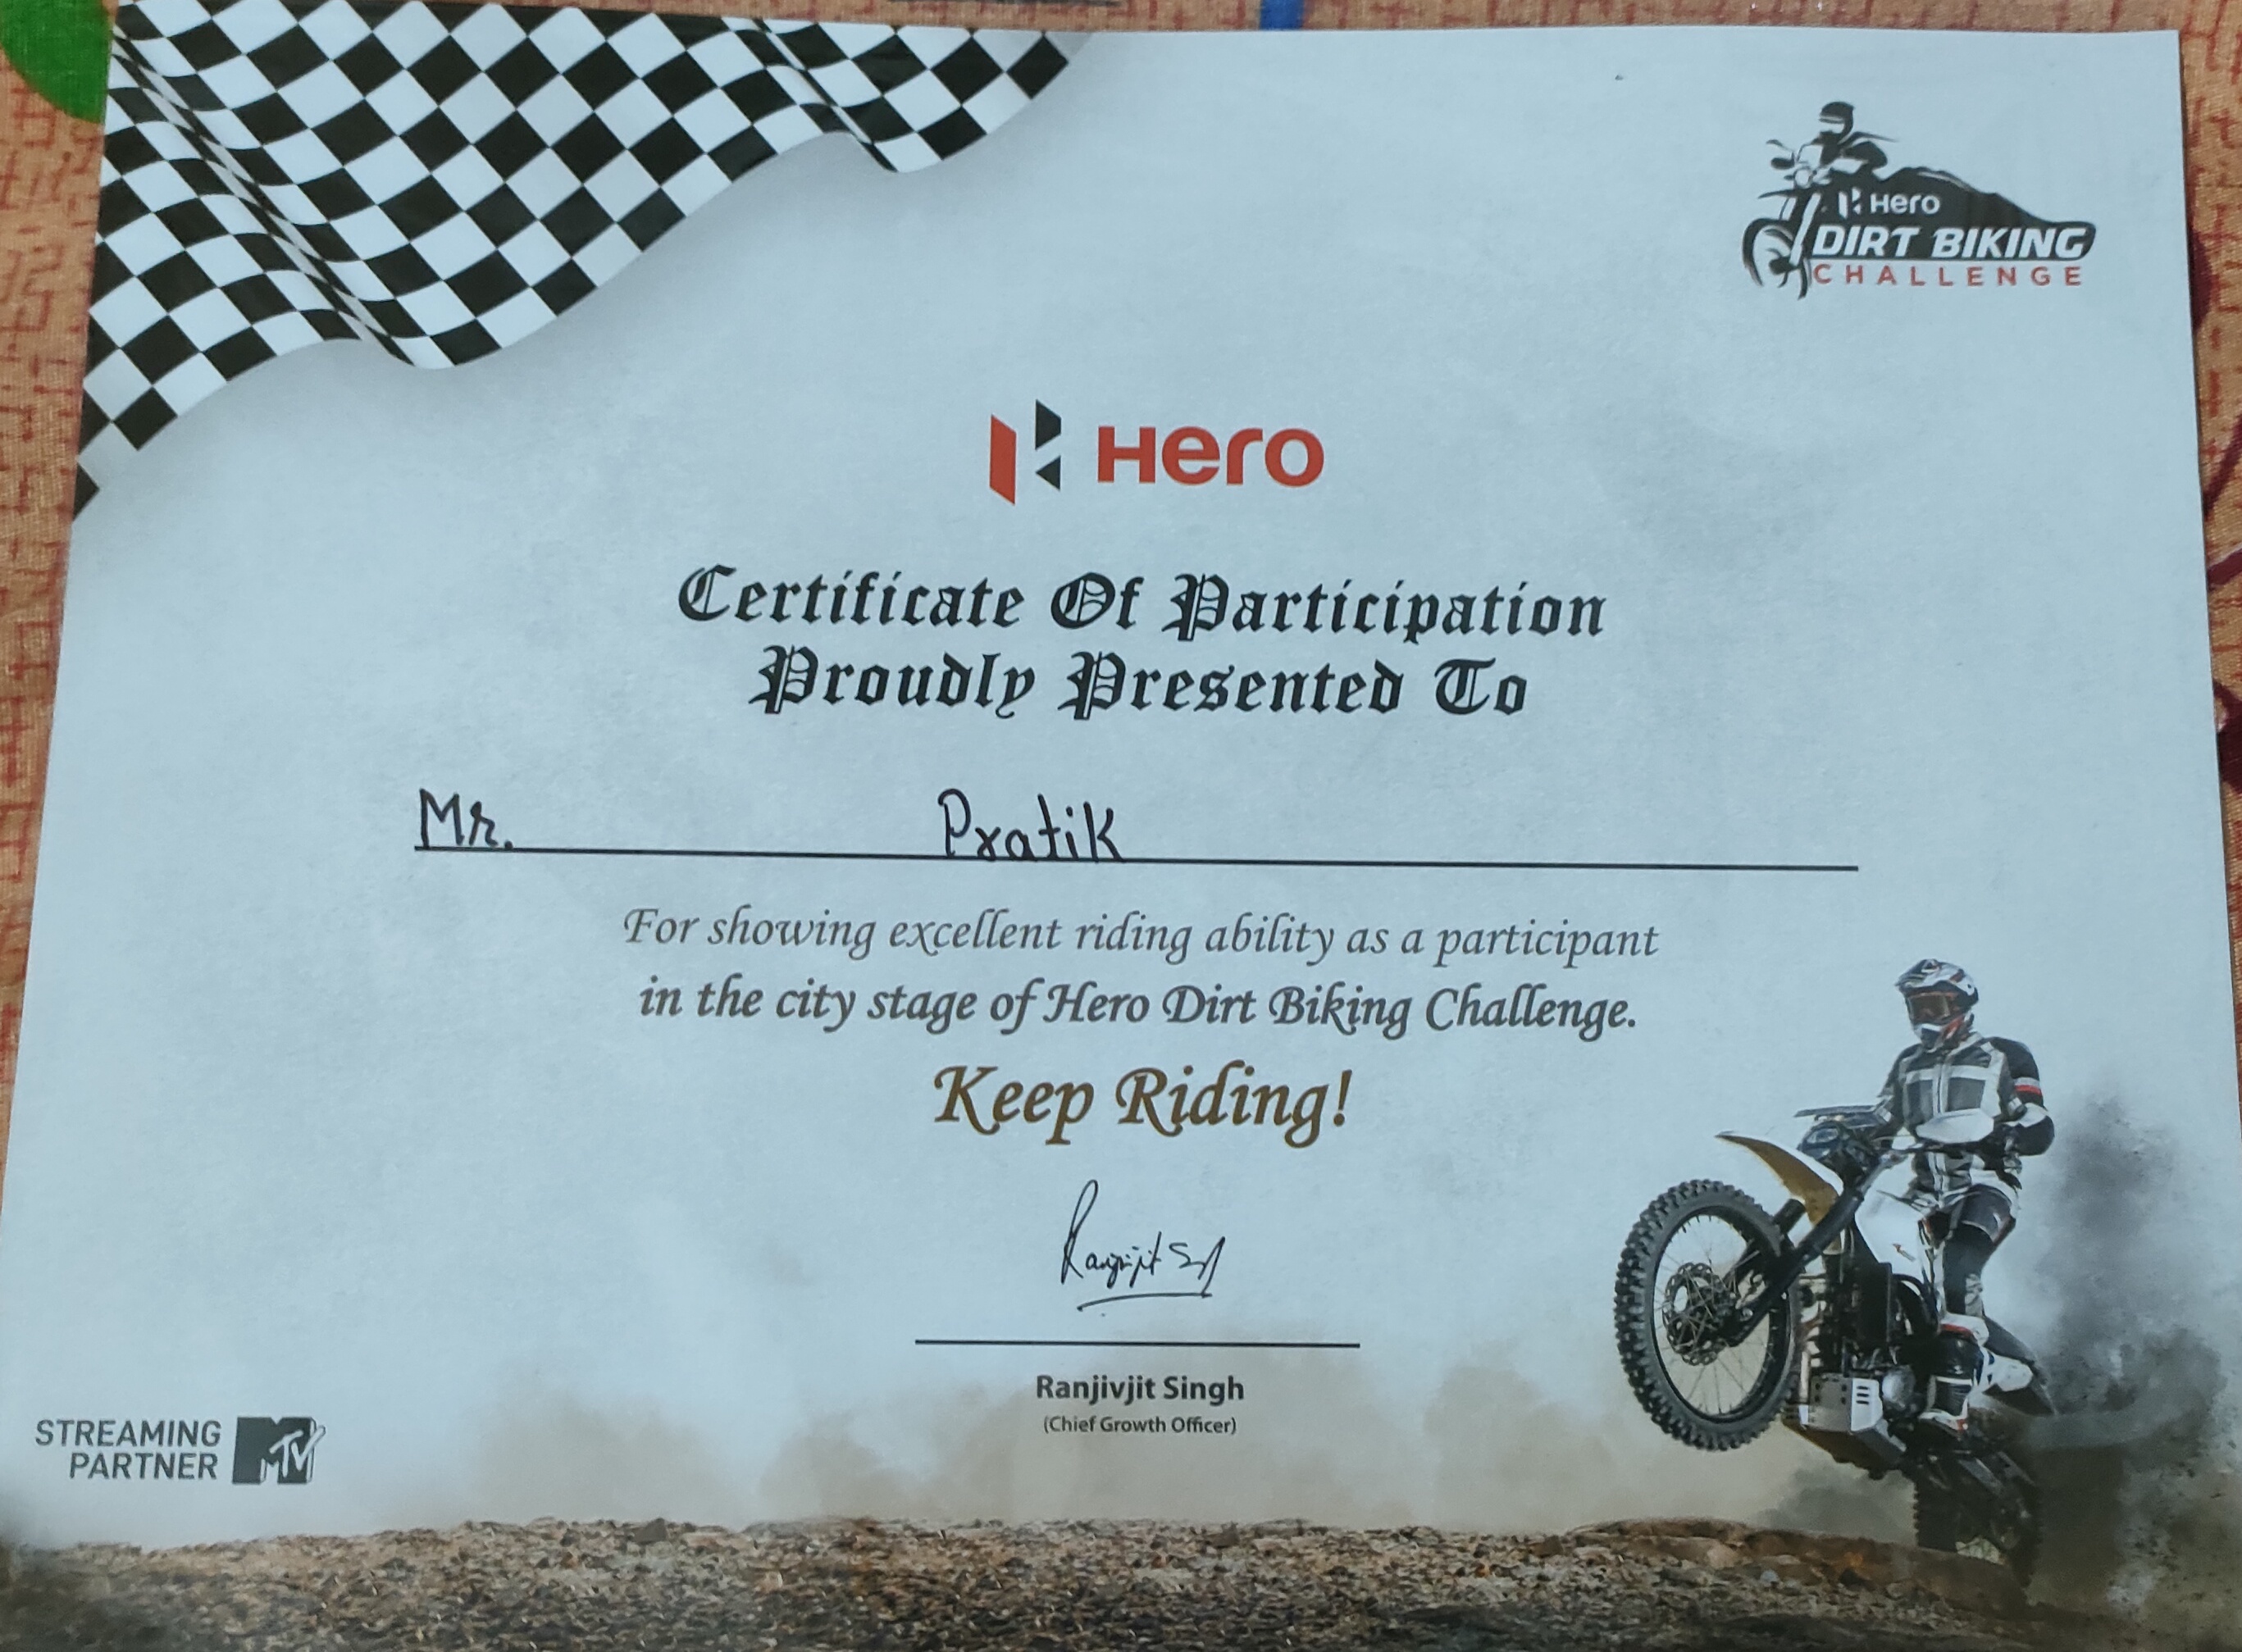 Hero
DIRT BIKING
CHALLENGE
Hero
Certificate Of Participation
Proudly Presented To
Mr. Pratik
For showing excellent riding ability as a participant
in the city stage of Hero Dirt Biking Challenge.
Keep Riding!
Ranjivjit Singh
(Chief Growth Officer)
STREAMING
PARTNER
MTV